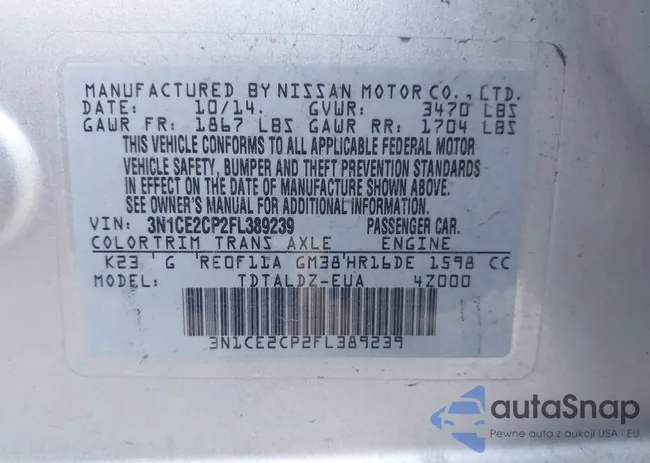 MANUFACTURED BY NISSAN MOTOR CO., LTD.
DATE: 10/14. GVWR: 3470 LBS
GAWR FR: 1867 LBS GAWR RR: 1704 LBS
THIS VEHICLE CONFORMS TO ALL APPLICABLE FEDERAL MOTOR
VEHICLE SAFETY, BUMPER AND THEFT PREVENTION STANDARDS
IN EFFECT ON THE DATE OF MANUFACTURE SHOWN ABOVE.
SEE OWNER'S MANUAL FOR ADDITIONAL INFORMATION.
VIN: 3N1CE2CP2FL389239 PASSENGER CAR.
COLOR TRIM TRANS AXLE ENGINE
K23 ' G ' RE0F11A GM38 ' HR16DE 1598 CC
MODEL: TDTALDZ-EUA 4Z000
3N1CE2CP2FL389239
autaSnap
Pewne auta z aukcji USA i EU